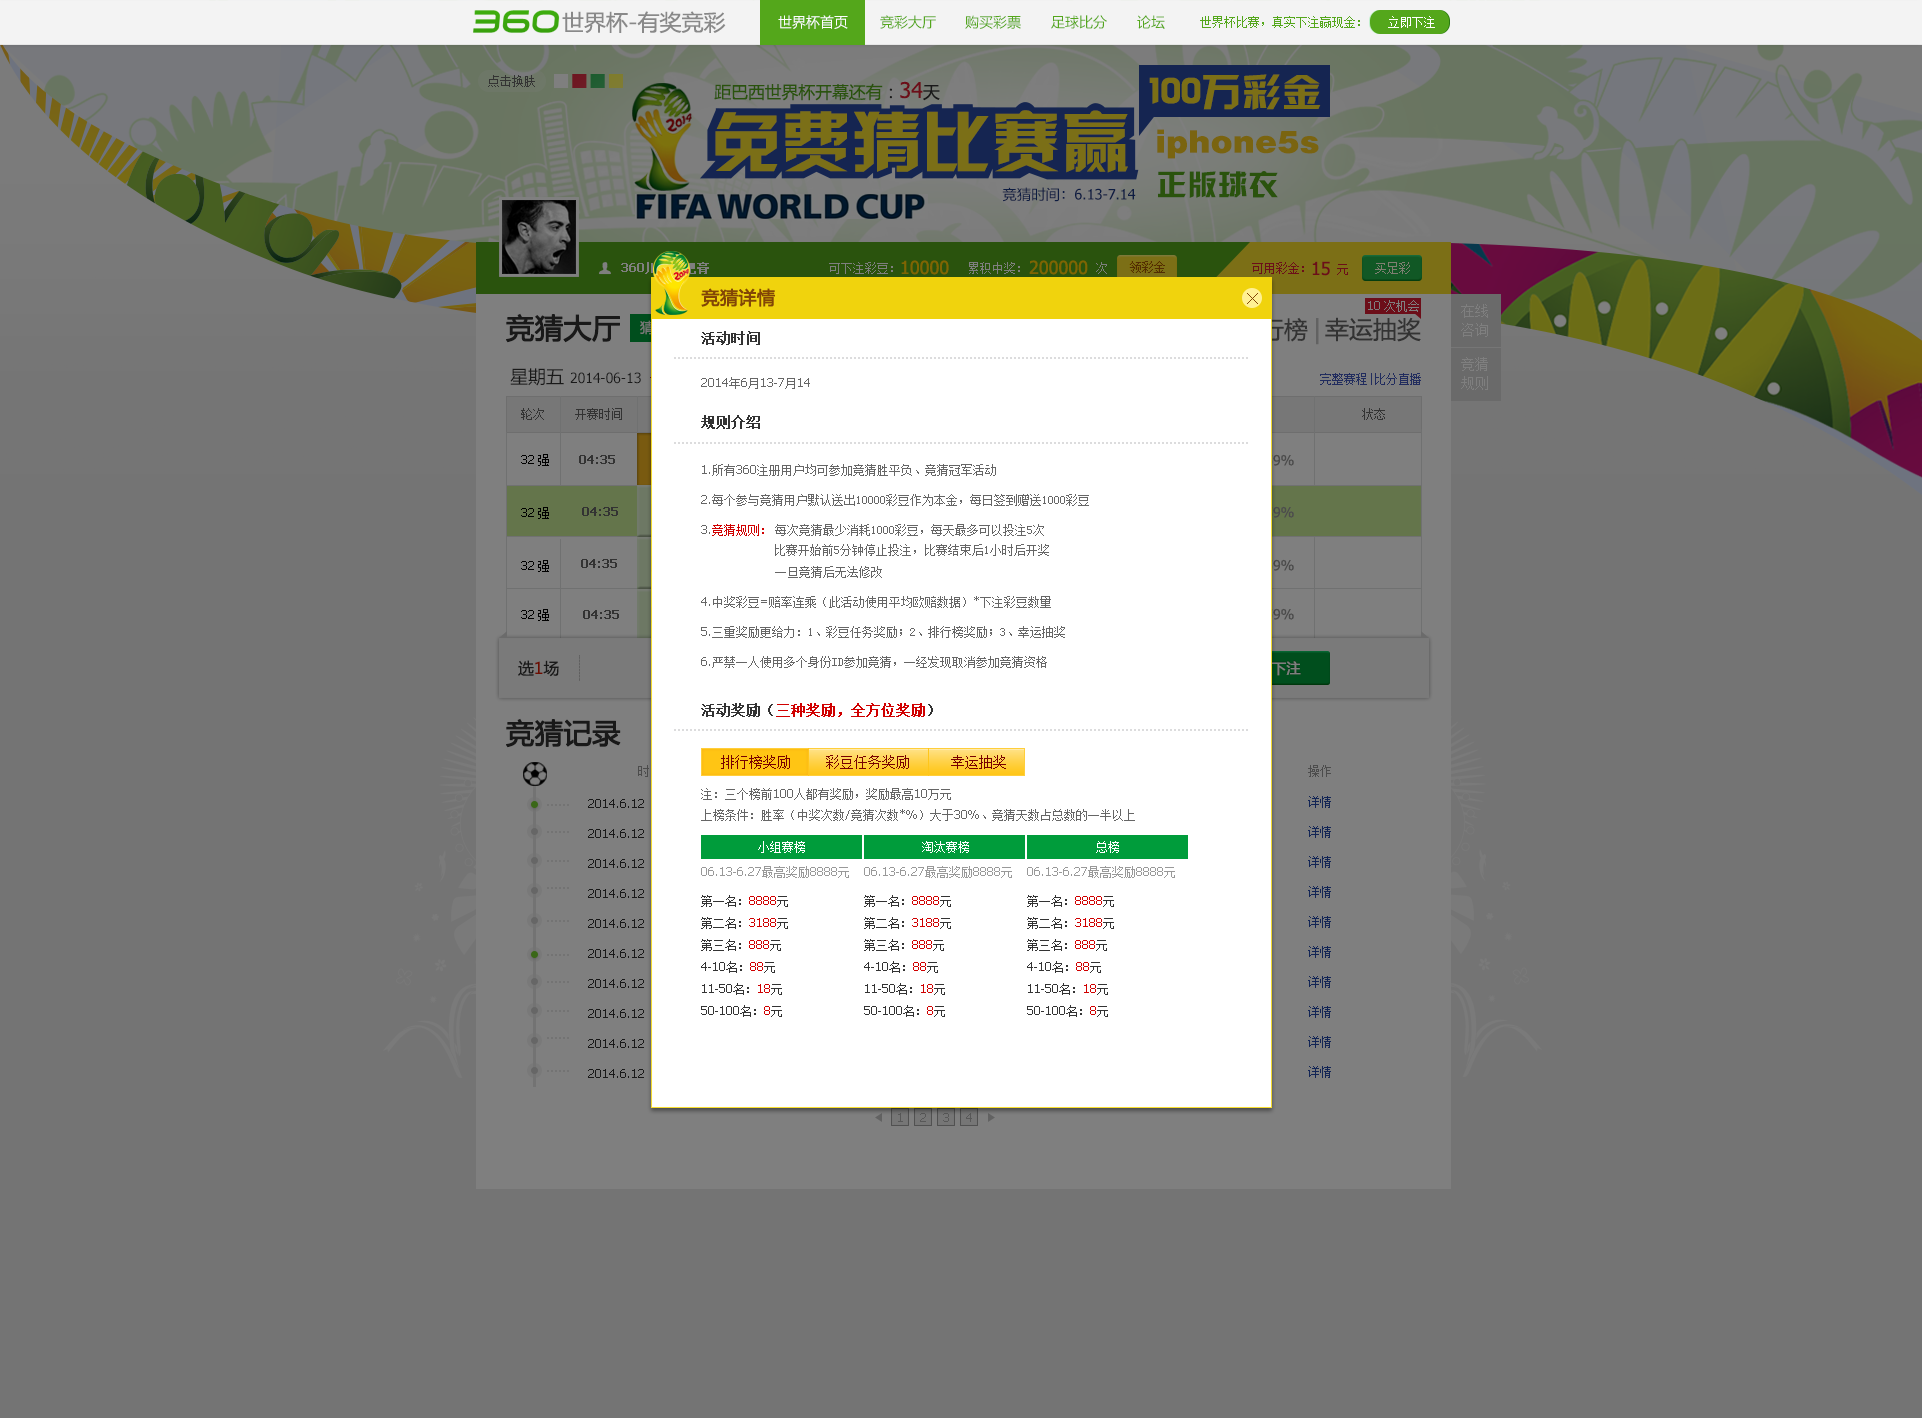 360世界杯-有奖竞彩
世界杯首页 竞彩大厅 购买彩票 足球比分 论坛
世界杯比赛，真实下注赢现金： 立即下注
点击换肤
距巴西世界杯开幕还有：34天
免费猜比赛赢
100万彩金
iphone5s
正版球衣
竞猜时间：6.13-7.14
2014
FIFA WORLD CUP
可下注彩豆：10000 累积中奖：200000 次 领彩金
可用彩金：15 元 买足彩
竞猜详情
竞猜大厅
10 次机会
行榜 | 幸运抽奖
在线
咨询
竞猜
规则
星期五 2014-06-13
完整赛程 | 比分直播
轮次 开赛时间 状态
32强 04:35 9%
32强 04:35 9%
32强 04:35 9%
32强 04:35 9%
选1场 下注
活动时间
2014年6月13-7月14
规则介绍
1.所有360注册用户均可参加竞猜胜平负、竞猜冠军活动
2.每个参与竞猜用户默认送出10000彩豆作为本金，每日签到赠送1000彩豆
3.竞猜规则： 每次竞猜最少消耗1000彩豆，每天最多可以投注5次
比赛开始前5分钟停止投注，比赛结束后1小时后开奖
一旦竞猜后无法修改
4.中奖彩豆=赔率连乘（此活动使用平均欧赔数据）*下注彩豆数量
5.三重奖励更给力：1、彩豆任务奖励；2、排行榜奖励；3、幸运抽奖
6.严禁一人使用多个身份ID参加竞猜，一经发现取消参加竞猜资格
活动奖励（三种奖励，全方位奖励）
排行榜奖励 彩豆任务奖励 幸运抽奖
注：三个榜前100人都有奖励，奖励最高10万元
上榜条件：胜率（中奖次数/竞猜次数*%）大于30%、竞猜天数占总数的一半以上
小组赛榜 淘汰赛榜 总榜
06.13-6.27最高奖励8888元 06.13-6.27最高奖励8888元 06.13-6.27最高奖励8888元
第一名：8888元 第一名：8888元 第一名：8888元
第二名：3188元 第二名：3188元 第二名：3188元
第三名：888元 第三名：888元 第三名：888元
4-10名：88元 4-10名：88元 4-10名：88元
11-50名：18元 11-50名：18元 11-50名：18元
50-100名：8元 50-100名：8元 50-100名：8元
竞猜记录
时 操作
2014.6.12 详情
2014.6.12 详情
2014.6.12 详情
2014.6.12 详情
2014.6.12 详情
2014.6.12 详情
2014.6.12 详情
2014.6.12 详情
2014.6.12 详情
2014.6.12 详情
1 2 3 4